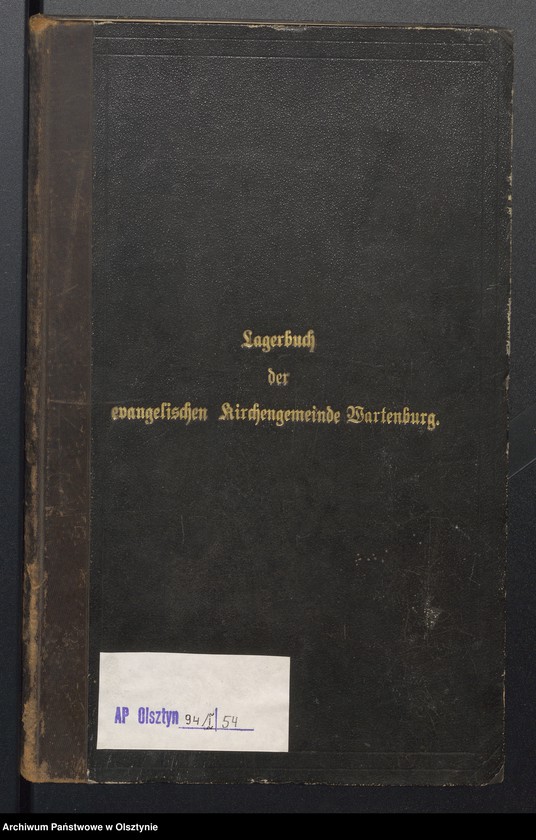 Lagerbuch
der
evangelischen Kirchengemeinde Wartenburg.
AP Olsztyn 94/I/54
Archiwum Państwowe w Olsztynie